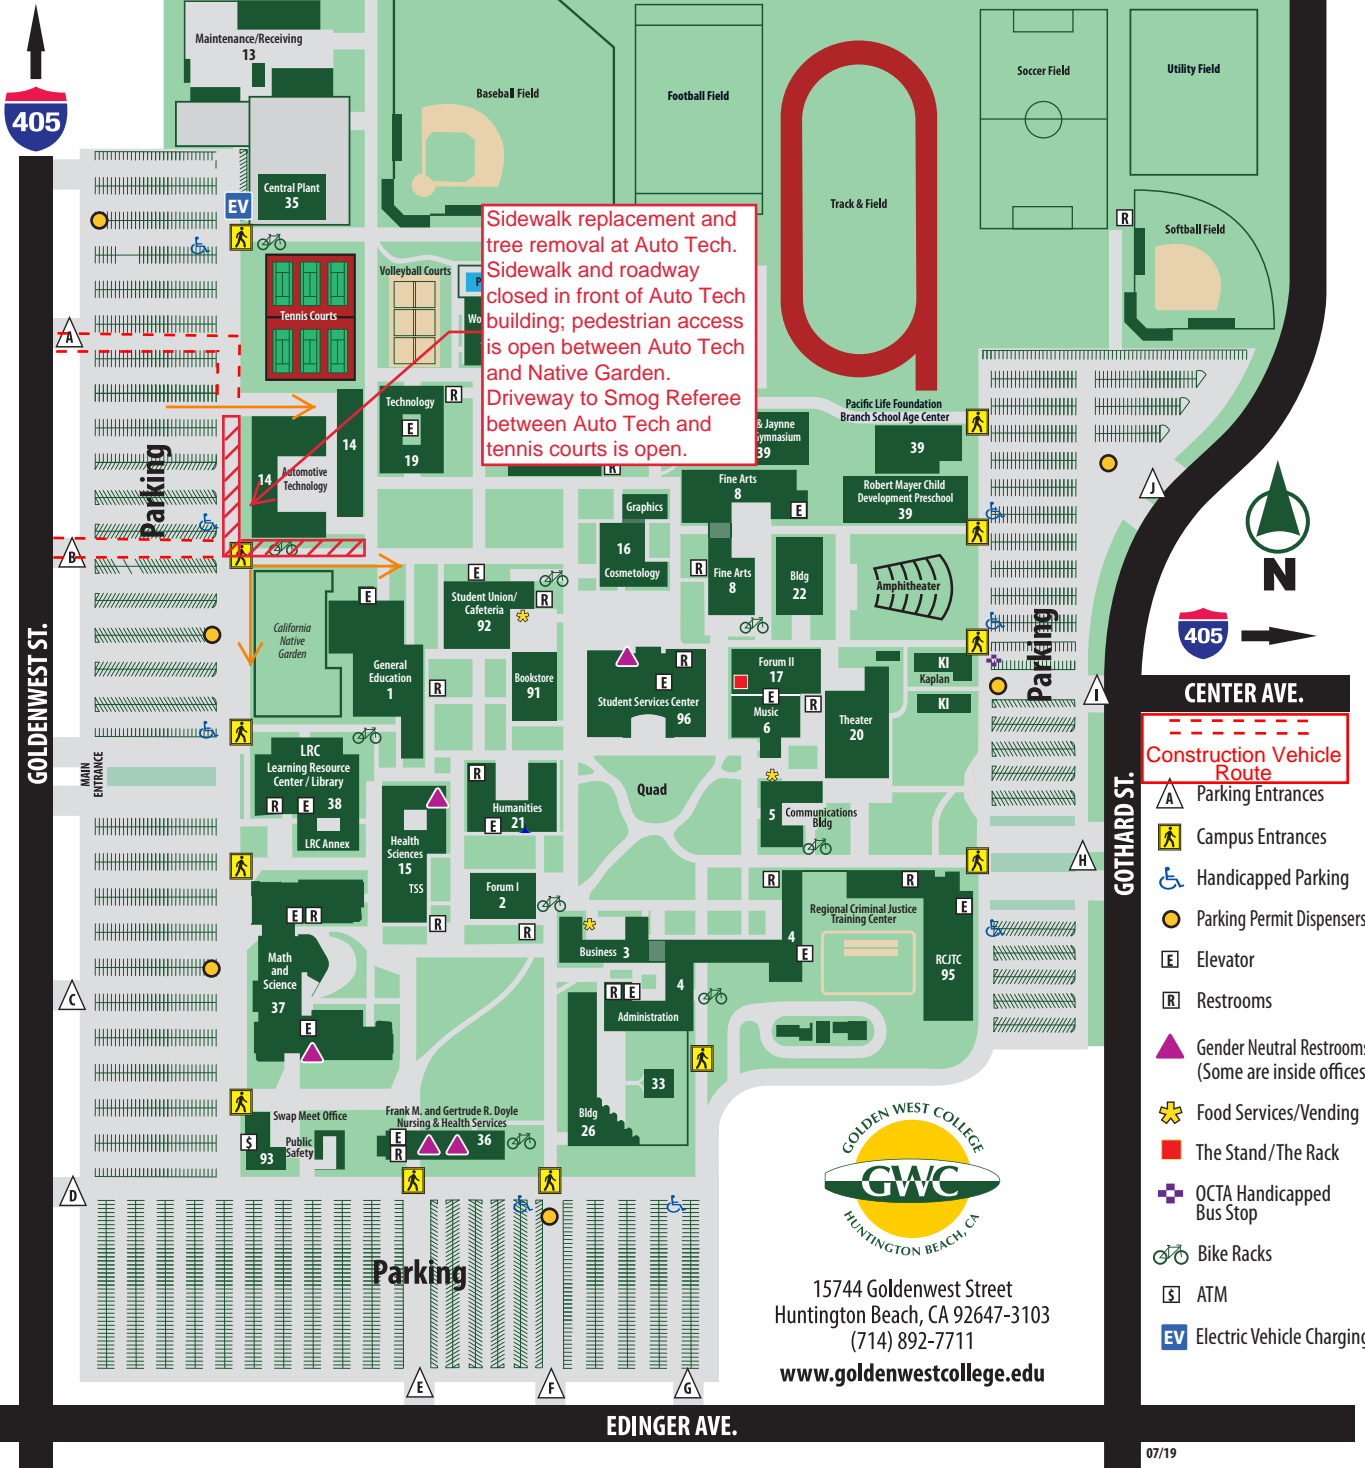 Maintenance/Receiving
13
405
Baseball Field
Football Field
Soccer Field
Utility Field
Central Plant
35
EV
Track & Field
R
Softball Field
Sidewalk replacement and
tree removal at Auto Tech.
Sidewalk and roadway
closed in front of Auto Tech
building; pedestrian access
is open between Auto Tech
and Native Garden.
Driveway to Smog Referee
between Auto Tech and
tennis courts is open.
Volleyball Courts
Tennis Courts
A
Technology
E
19
R
14
14
Automotive
Technology
Parking
B
& Jaynne
39
Pacific Life Foundation
Branch School Age Center
39
Robert Mayer Child
Development Preschool
39
Fine Arts
8
E
R
Graphics
16
Cosmetology
R
Fine Arts
8
Bldg
22
Amphitheater
J
N
405
CENTER AVE.
Construction Vehicle
Route
GOLDENWEST ST.
California
Native
Garden
E
General
Education
1
R
E
Student Union/
Cafeteria
92
R
Bookstore
91
R
E
Student Services Center
96
Forum II
17
E
Music
6
R
Theater
20
KI
Kaplan
KI
Parking
I
MAIN
ENTRANCE
LRC
Learning Resource
Center / Library
R E 38
LRC Annex
Health
Sciences
15
TSS
R
R
Humanities
21
E
Quad
5
Communications
Bldg
GOTHARD ST.
H
Forum I
2
R
E R
Math
and
Science
37
E
C
Business 3
4
4
R E
Administration
R
R
Regional Criminal Justice
Training Center
E
E
RCJTC
95
33
Bldg
26
Swap Meet Office
$
93
Public
Safety
Frank M. and Gertrude R. Doyle
Nursing & Health Services
E
R
36
D
Parking
E
F
G
GOLDEN WEST COLLEGE
GWC
HUNTINGTON BEACH, CA
15744 Goldenwest Street
Huntington Beach, CA 92647-3103
(714) 892-7711
www.goldenwestcollege.edu
A Parking Entrances
Campus Entrances
Handicapped Parking
Parking Permit Dispensers
E Elevator
R Restrooms
Gender Neutral Restrooms
(Some are inside offices
Food Services/Vending
The Stand/The Rack
OCTA Handicapped
Bus Stop
Bike Racks
$ ATM
EV Electric Vehicle Charging
EDINGER AVE.
07/19